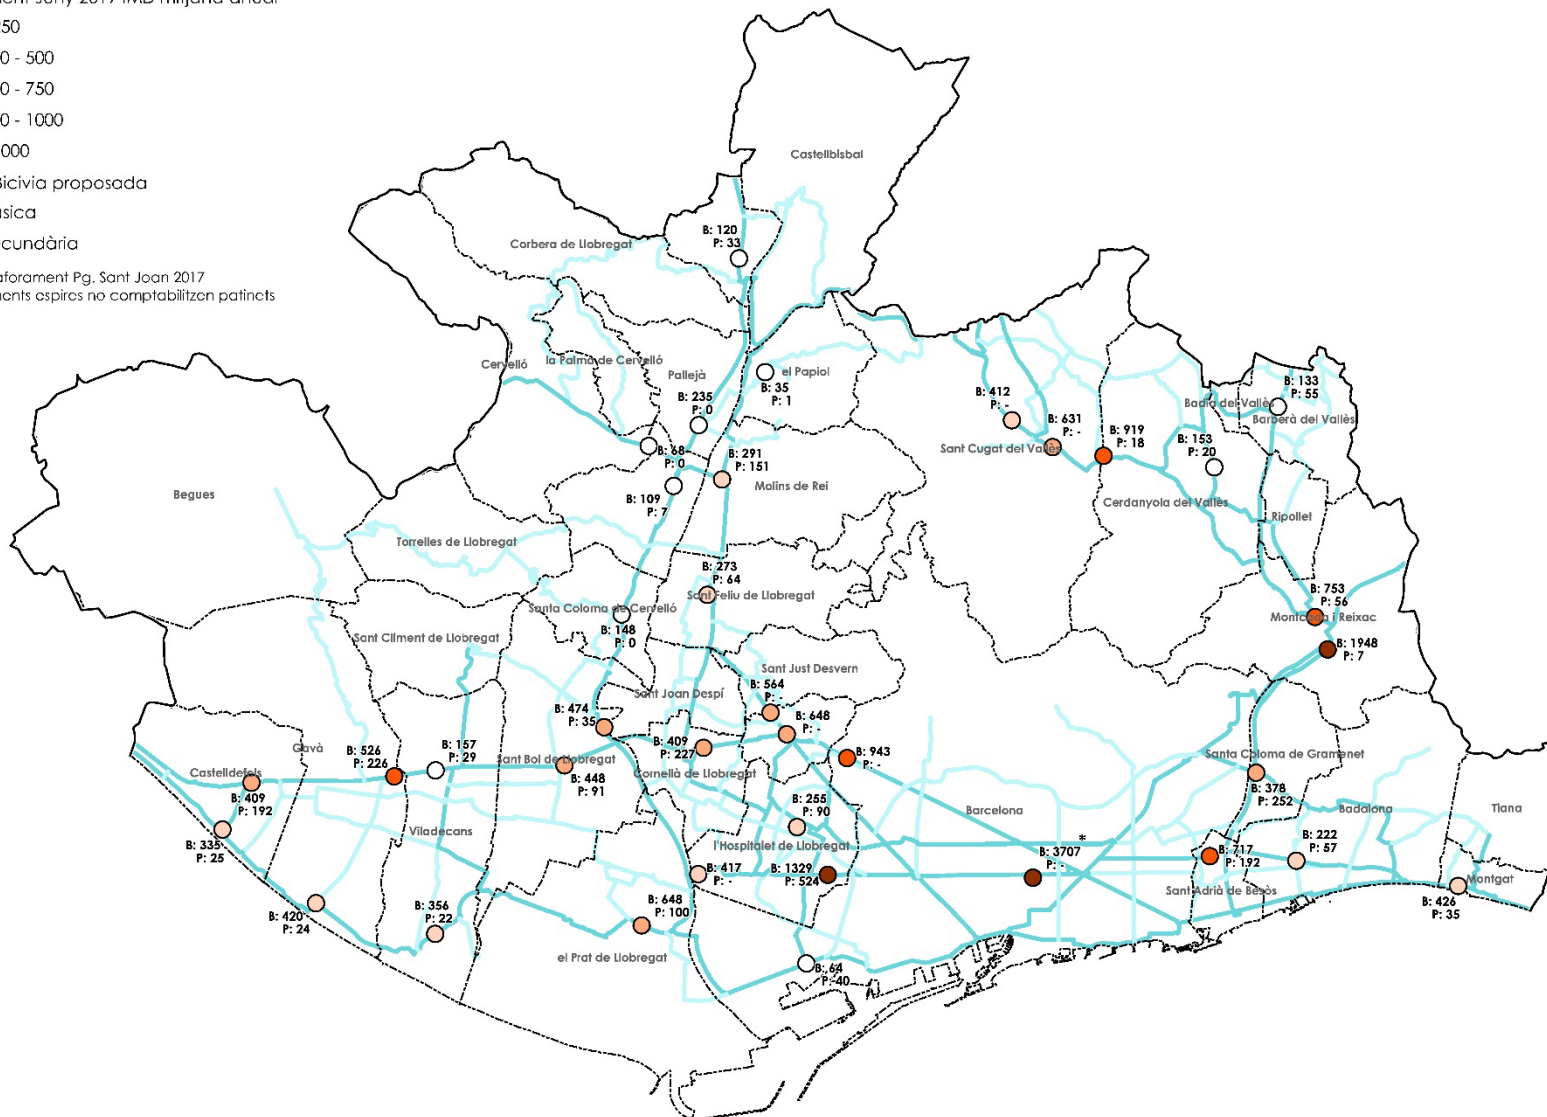 Juny 2019 IMD mitjana anual
- 500
- 750
- 1000
Bicivia proposada
aforament Pg. Sant Joan 2017
espires no comptabilitzen patinets
Castellbisbal
B: 120
P: 33
Corbera de Llobregat
Cervelló
la Palma de Cervelló
Pallejà
B: 235
P: 0
el Papiol
B: 35
P: 1
B: 412
P: -
B: 631
P: -
Sant Cugat del Vallès
B: 919
P: 18
Badia del Vallès
B: 133
P: 55
Barberà del Vallès
B: 153
P: 20
B: 68
P: 0
B: 291
P: 151
B: 109
P: 7
Molins de Rei
Begues
Cerdanyola del Vallès
Ripollet
Torrelles de Llobregat
B: 273
P: 64
Sant Feliu de Llobregat
Santa Coloma de Cervelló
B: 148
P: 0
B: 753
P: 56
Montcada i Reixac
B: 1948
P: 7
Sant Climent de Llobregat
Sant Just Desvern
Sant Joan Despí
B: 564
P: -
B: 474
P: 35
B: 648
P: -
B: 943
P: -
Gavà
B: 526
P: 226
B: 157
P: 29
Sant Boi de Llobregat
B: 409
P: 227
Cornellà de Llobregat
Santa Coloma de Gramenet
Castelldefels
B: 409
P: 192
B: 448
P: 91
B: 378
P: 252
B: 255
P: 90
Barcelona
Badalona
Tiana
B: 335
P: 25
Viladecans
l'Hospitalet de Llobregat
*
B: 3707
P: -
B: 717
P: 192
B: 222
P: 57
B: 417
P: -
B: 1329
P: 524
Sant Adrià de Besòs
Montgat
B: 426
P: 35
B: 420
P: 24
B: 356
P: 22
B: 648
P: 100
el Prat de Llobregat
B: 64
P: 40